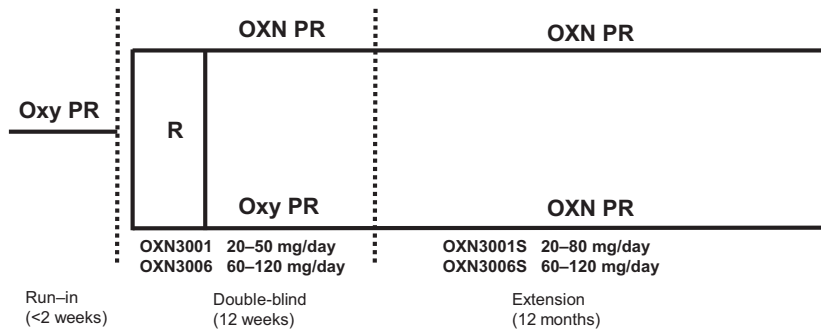 OXN PR
OXN PR
Oxy PR
R
Oxy PR
OXN PR
OXN3001 20–50 mg/day
OXN3006 60–120 mg/day
OXN3001S 20–80 mg/day
OXN3006S 60–120 mg/day
Run–in
(<2 weeks)
Double-blind
(12 weeks)
Extension
(12 months)